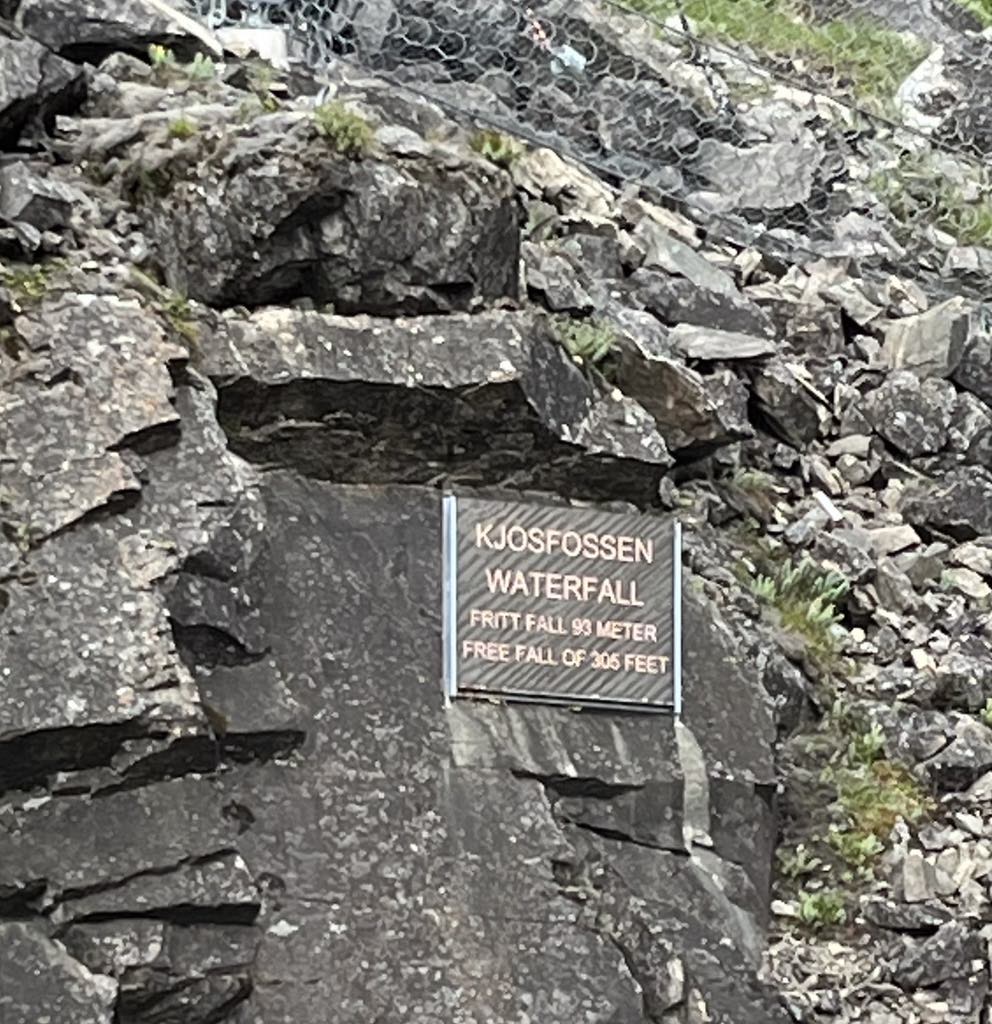 KJOSFOSSEN
WATERFALL
FRITT FALL 93 METER
FREE FALL OF 305 FEET